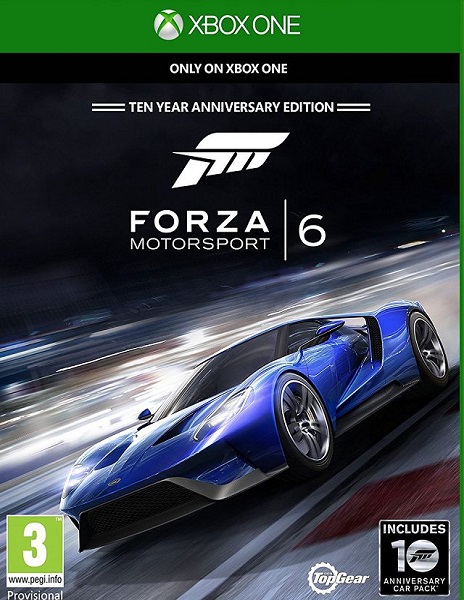 XBOX ONE
ONLY ON XBOX ONE
TEN YEAR ANNIVERSARY EDITION
FORZA
MOTORSPORT
6
3
www.pegi.info
Provisional
TopGear
INCLUDES
10
ANNIVERSARY
CAR PACK*